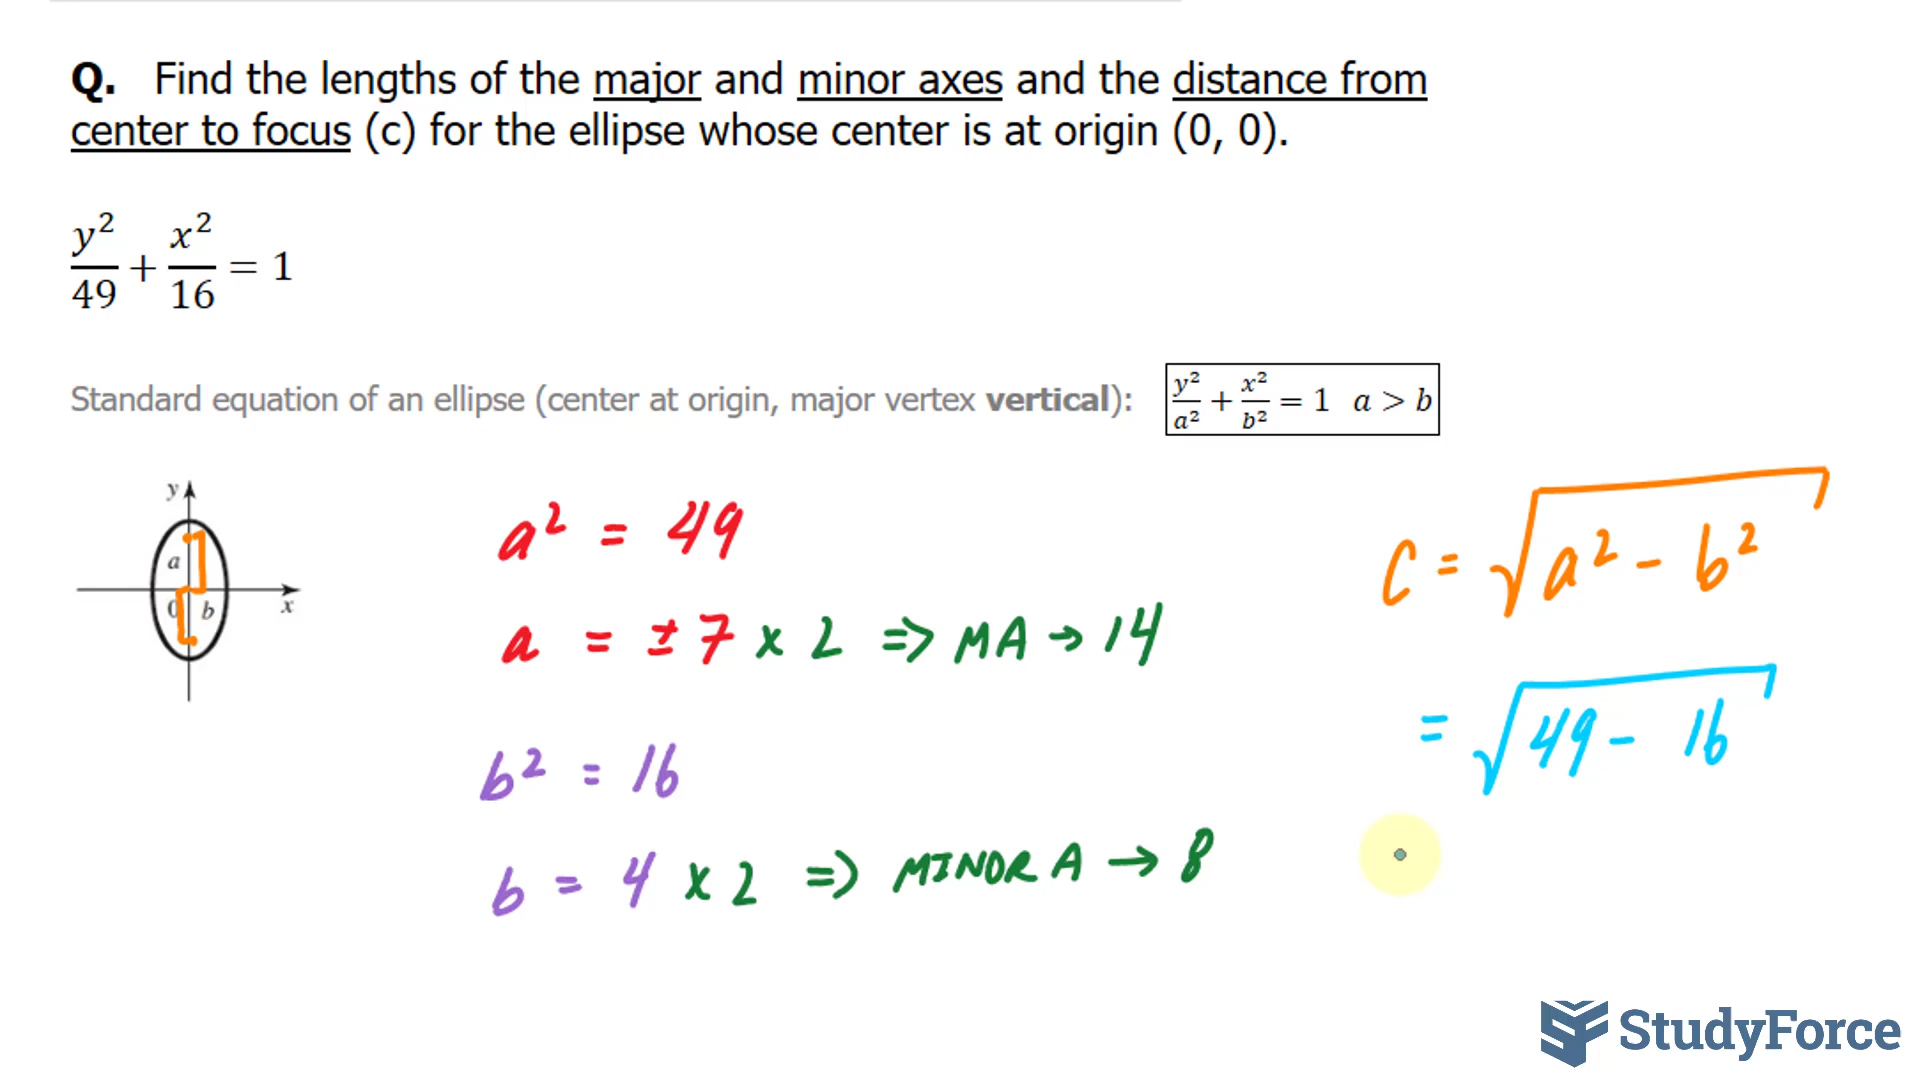 Q. Find the lengths of the major and minor axes and the distance from
center to focus (c) for the ellipse whose center is at origin (0, 0).
y²/49 + x²/16 = 1
Standard equation of an ellipse (center at origin, major vertex vertical): y²/a² + x²/b² = 1 a > b
y
a
0 b x
a² = 49
a = ±7 x 2 => MA → 14
b² = 16
b = 4 x 2 => MINOR A → 8
C = √(a² - b²)
= √(49 - 16)
StudyForce